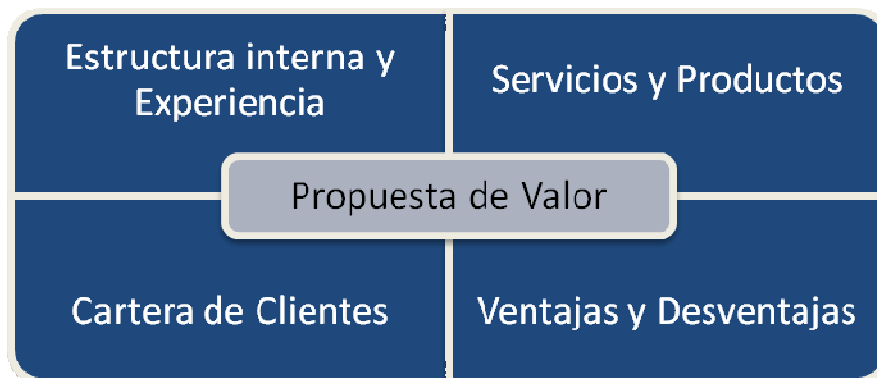 Estructura interna y
Experiencia
Servicios y Productos
Propuesta de Valor
Cartera de Clientes
Ventajas y Desventajas